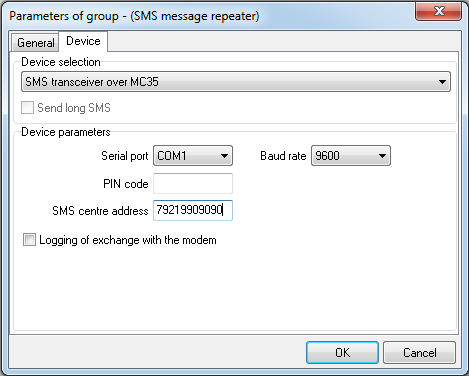 Parameters of group - (SMS message repeater)
General Device
Device selection
SMS transceiver over MC35
Send long SMS
Device parameters
Serial port COM1 Baud rate 9600
PIN code
SMS centre address 79219909090
Logging of exchange with the modem
OK Cancel